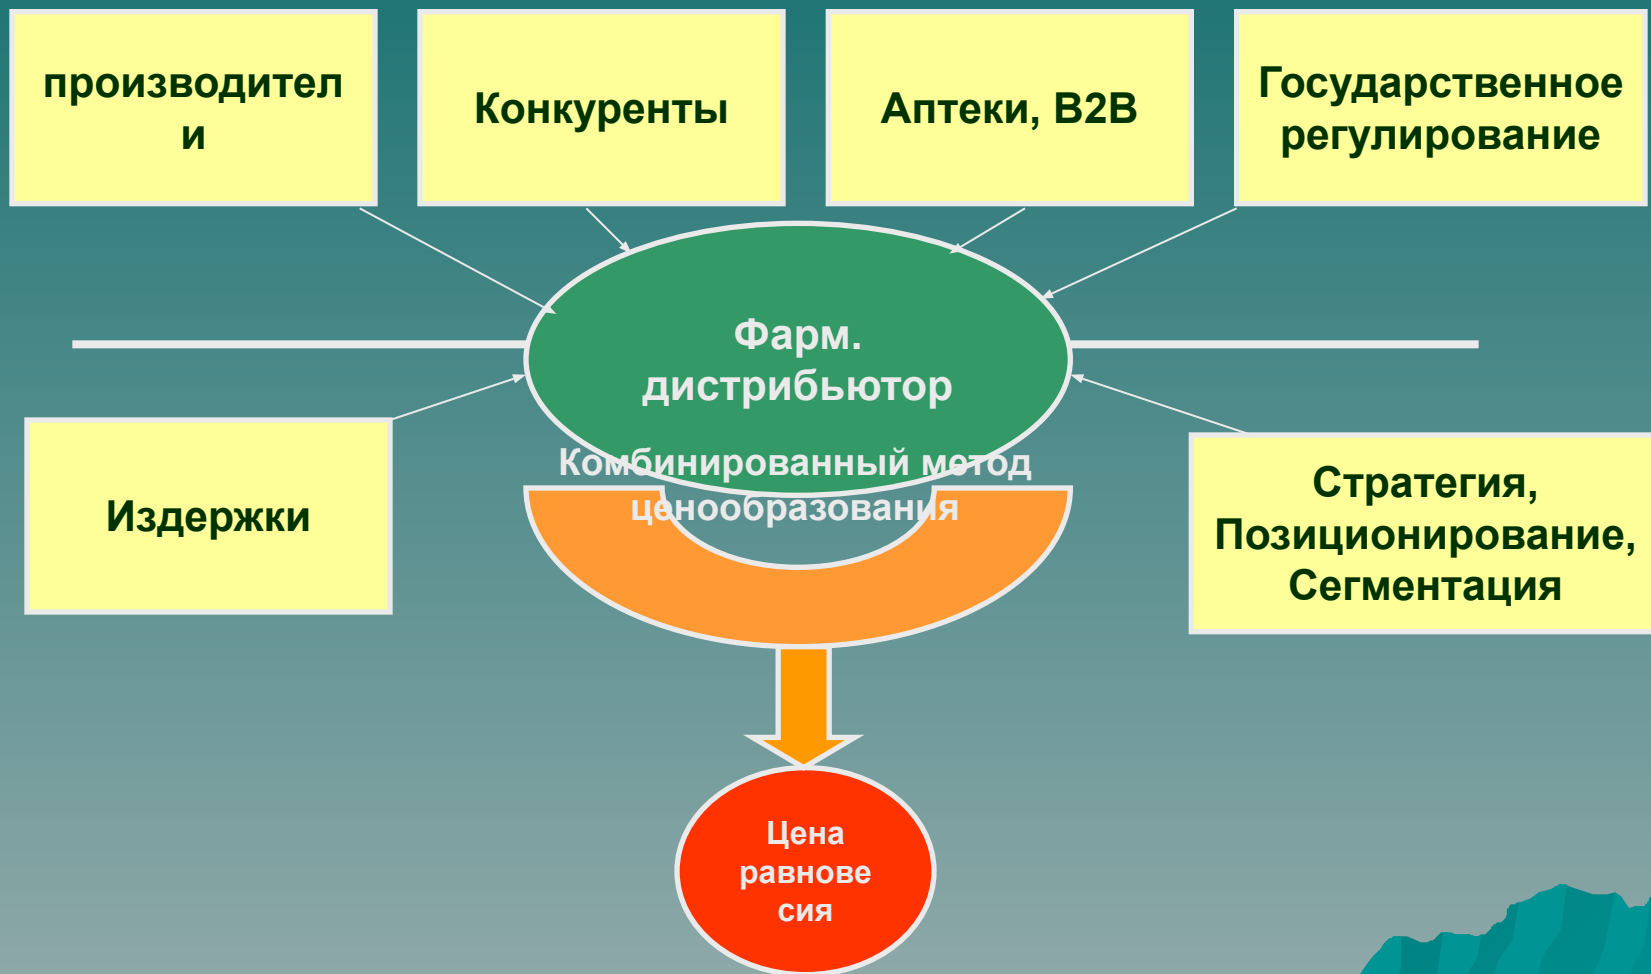 производител
и
Конкуренты
Аптеки, B2B
Государственное
регулирование
Фарм.
дистрибьютор
Комбинированный метод
ценообразования
Издержки
Стратегия,
Позиционирование,
Сегментация
Цена
равнове
сия